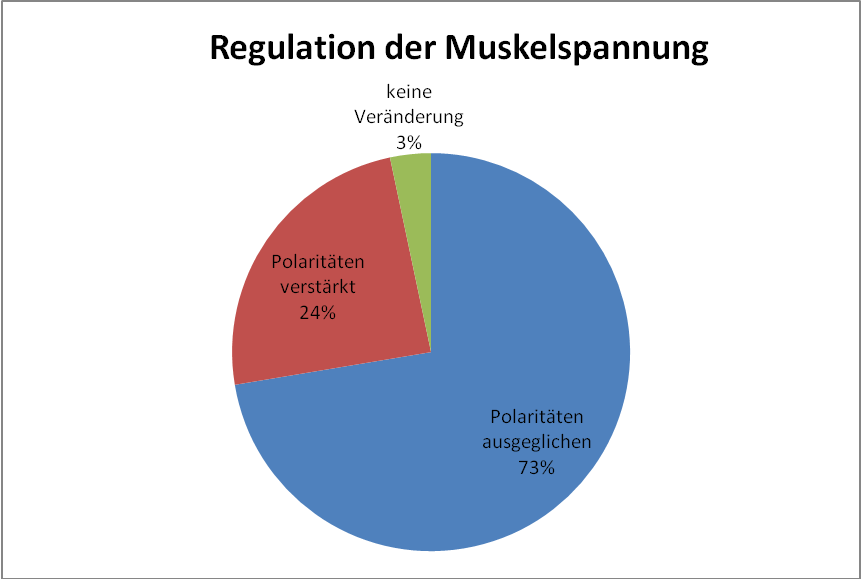 Regulation der Muskelspannung
keine
Veränderung
3%
Polaritäten
verstärkt
24%
Polaritäten
ausgeglichen
73%